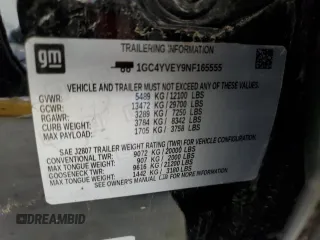 gm
TRAILERING INFORMATION
1GC4YVEY9NF165555
VEHICLE AND TRAILER MUST NOT EXCEED ANY OF THESE
GVWR: 5489 KG / 12100 LBS
GCWR: 13472 KG / 29700 LBS
RGAWR: 3289 KG / 7250 LBS
CURB WEIGHT: 3784 KG / 8342 LBS
MAX PAYLOAD: 1705 KG / 3758 LBS
SEE OWNER'S MANUAL
SAE J2807 TRAILER WEIGHT RATING (TWR) FOR VEHICLE CONFIGURATION
CONVENTIONAL TWR: 9072 KG / 20000 LBS
MAX TONGUE WEIGHT: 907 KG / 2000 LBS
GOOSENECK TWR: 9616 KG / 21200 LBS
MAX TONGUE WEIGHT: 1442 KG / 3180 LBS
DREAMBID